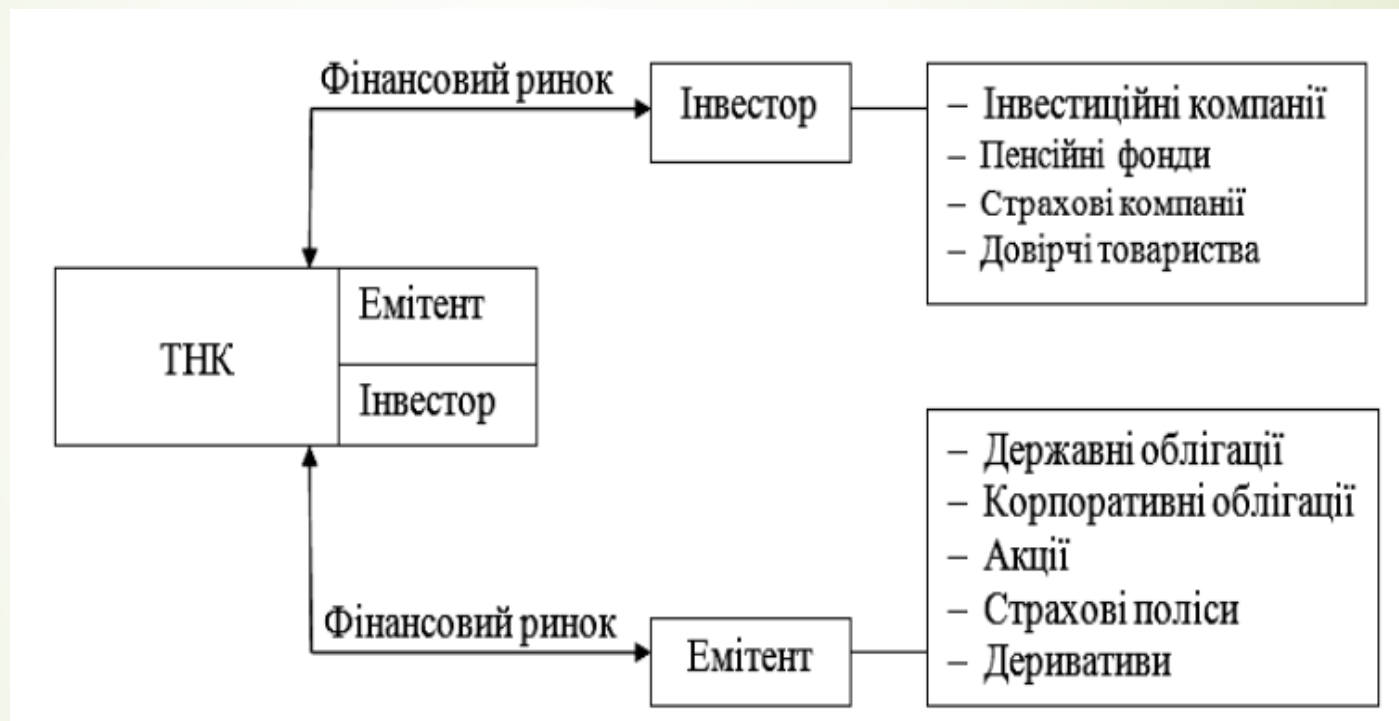 Фінансовий ринок
Інвестор
– Інвестиційні компанії
– Пенсійні фонди
– Страхові компанії
– Довірчі товариства
ТНК
Емітент
Інвестор
Фінансовий ринок
Емітент
– Державні облігації
– Корпоративні облігації
– Акції
– Страхові поліси
– Деривативи